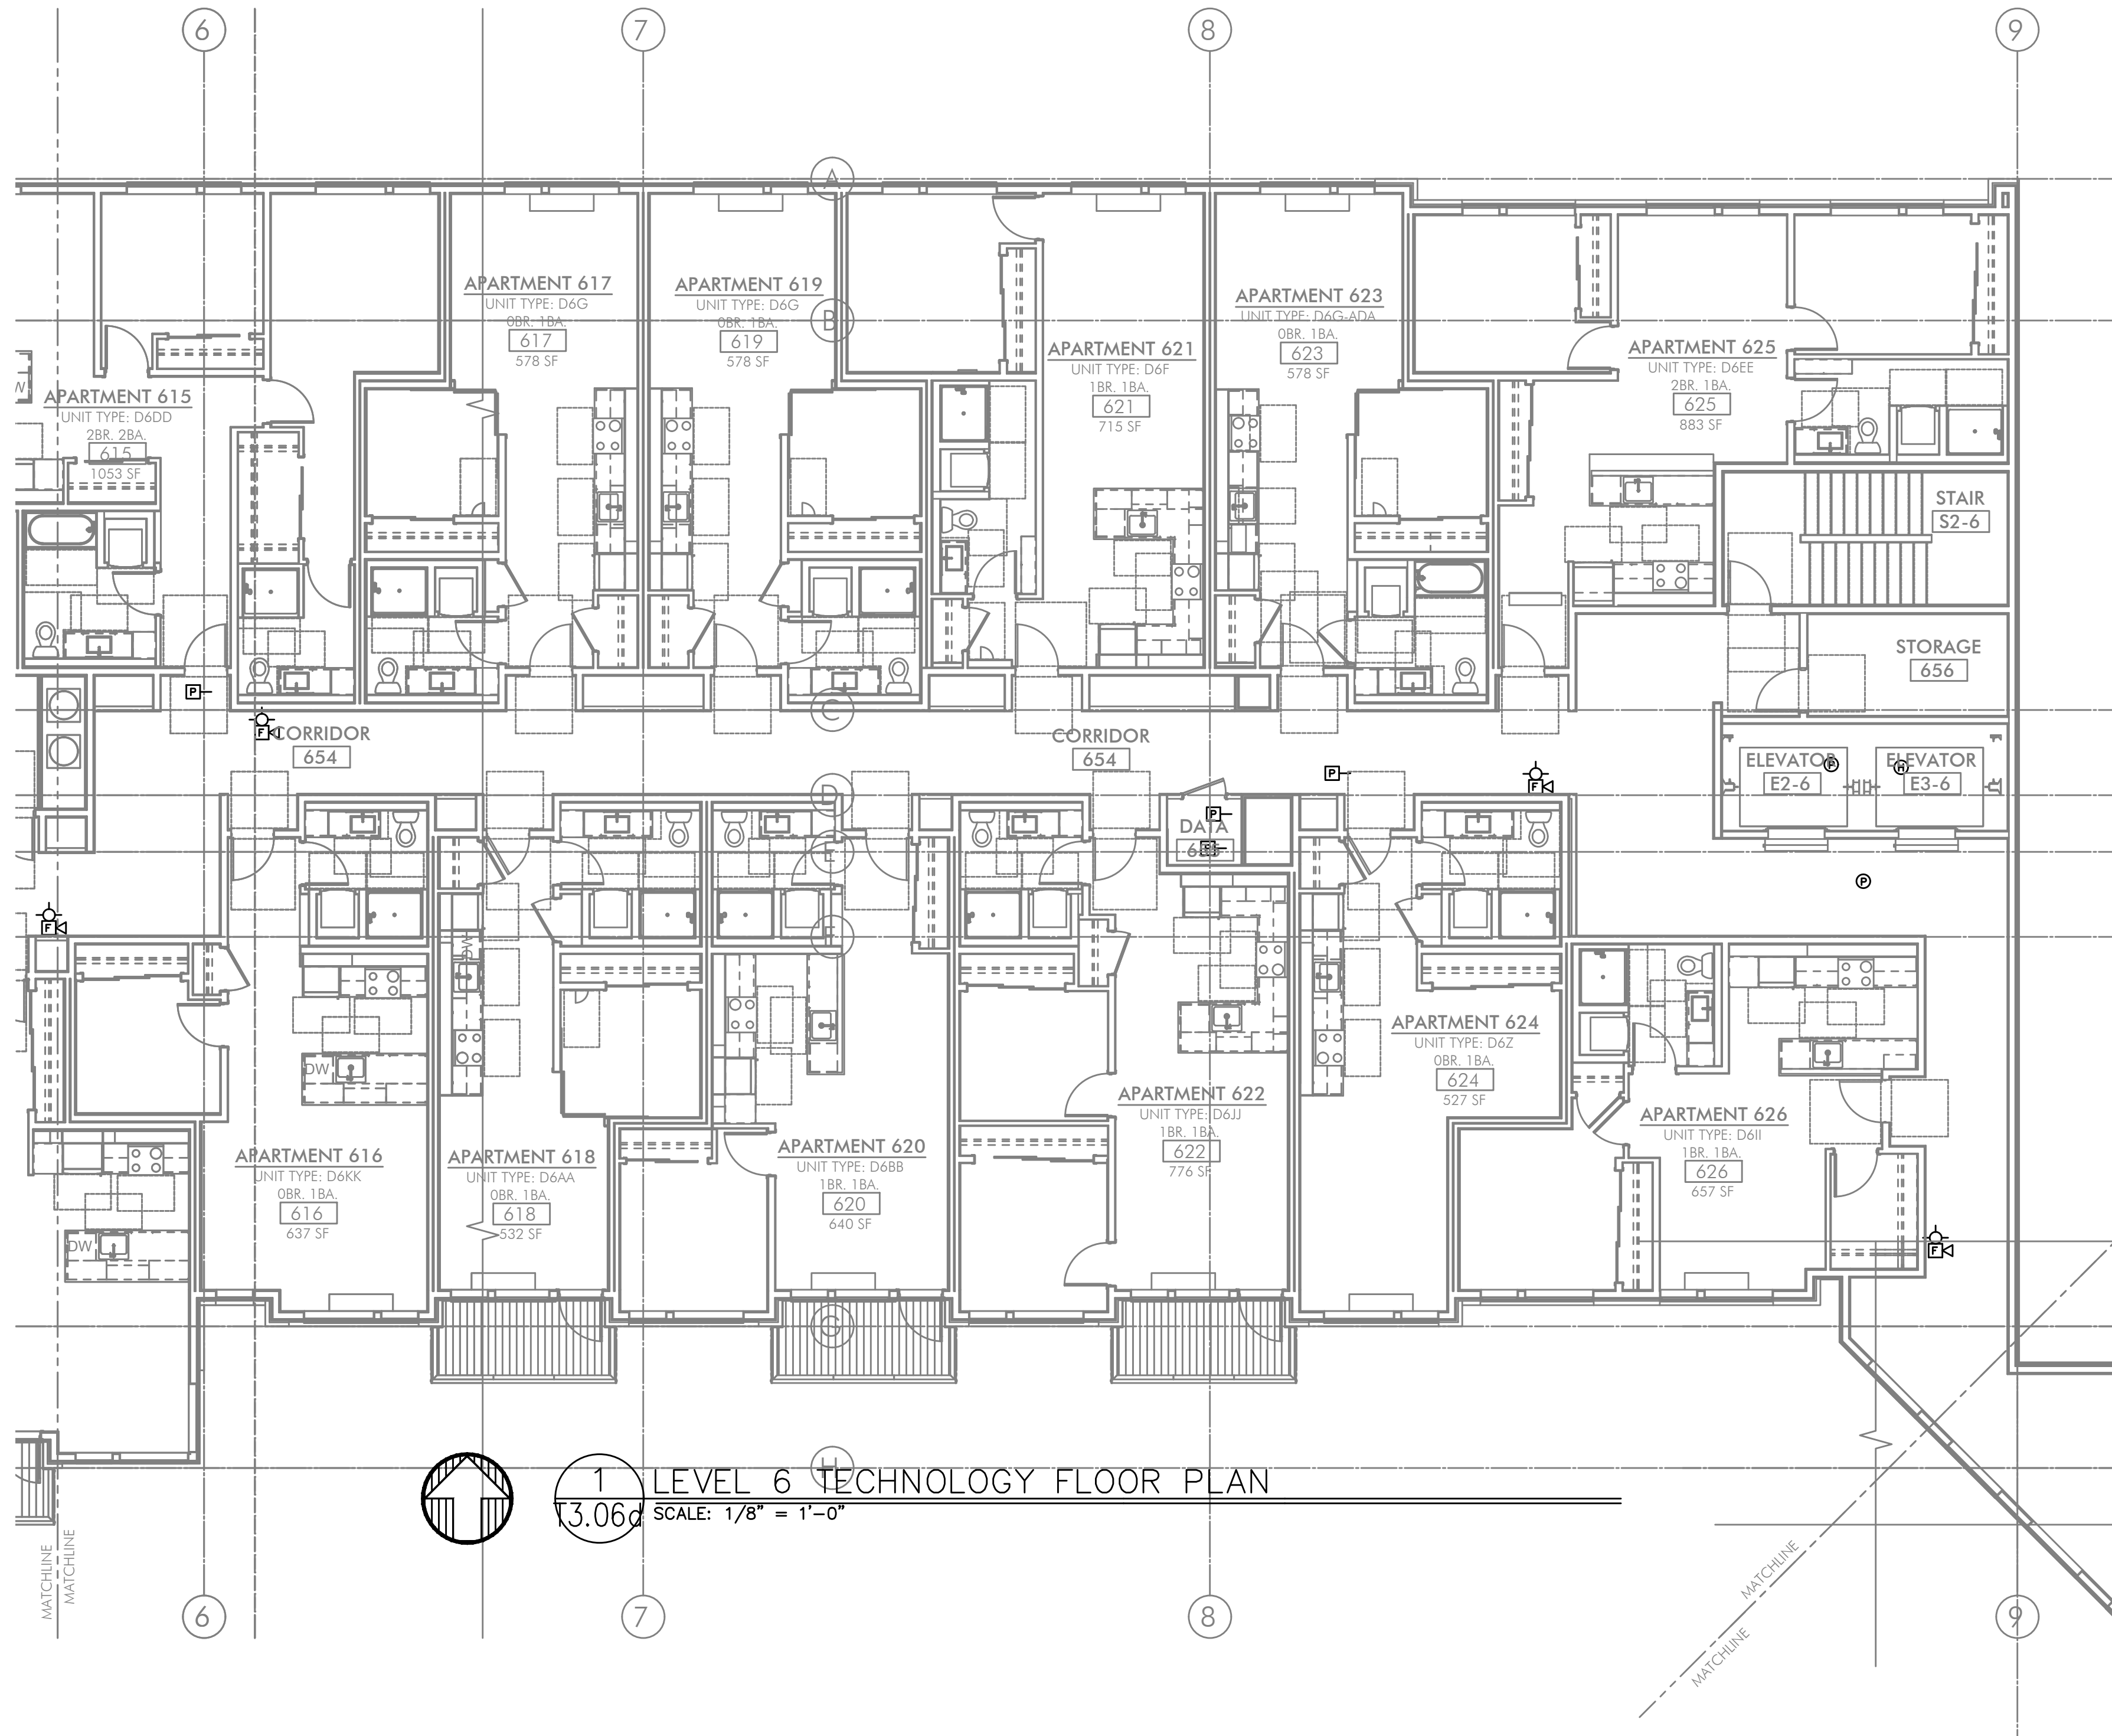 6
7
8
9
A
APARTMENT 617
UNIT TYPE: D6G
0BR. 1BA.
617
578 SF
APARTMENT 619
UNIT TYPE: D6G
0BR. 1BA.
619
578 SF
B
APARTMENT 623
UNIT TYPE: D6G-ADA
0BR. 1BA.
623
578 SF
APARTMENT 621
UNIT TYPE: D6F
1BR. 1BA.
621
715 SF
APARTMENT 625
UNIT TYPE: D6EE
2BR. 1BA.
625
883 SF
W
APARTMENT 615
UNIT TYPE: D6DD
2BR. 2BA.
615
1053 SF
STAIR
S2-6
STORAGE
656
P
C
F
CORRIDOR
654
CORRIDOR
654
P
F
ELEVATOR
E2-6
P
ELEVATOR
E3-6
H
D
P
DATA
P
E
P
F
F
DW
DW
APARTMENT 624
UNIT TYPE: D6Z
0BR. 1BA.
624
527 SF
APARTMENT 622
UNIT TYPE: D6JJ
1BR. 1BA.
622
776 SF
APARTMENT 626
UNIT TYPE: D6II
1BR. 1BA.
626
657 SF
APARTMENT 616
UNIT TYPE: D6KK
0BR. 1BA.
616
637 SF
APARTMENT 618
UNIT TYPE: D6AA
0BR. 1BA.
618
532 SF
APARTMENT 620
UNIT TYPE: D6BB
1BR. 1BA.
620
640 SF
DW
F
G
H
1
T3.06d
LEVEL 6 TECHNOLOGY FLOOR PLAN
SCALE: 1/8" = 1'-0"
MATCHLINE
MATCHLINE
MATCHLINE
MATCHLINE
6
7
8
9